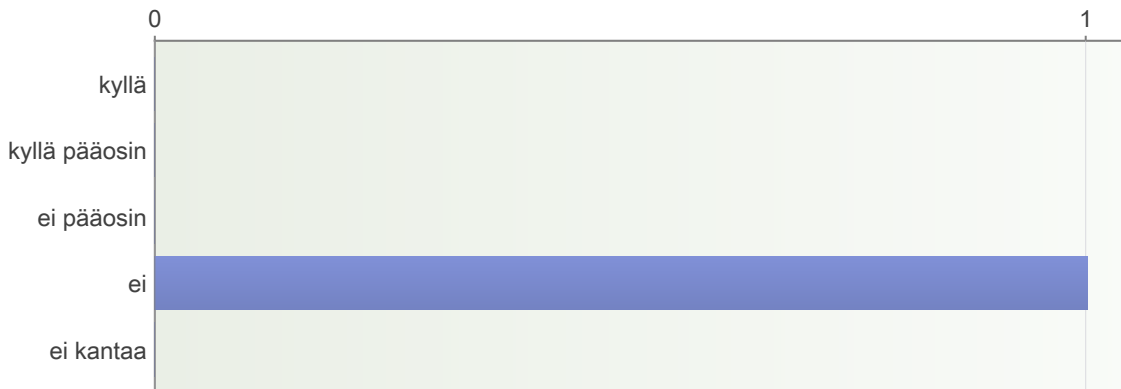 0 1
kyllä
kyllä pääosin
ei pääosin
ei
ei kantaa